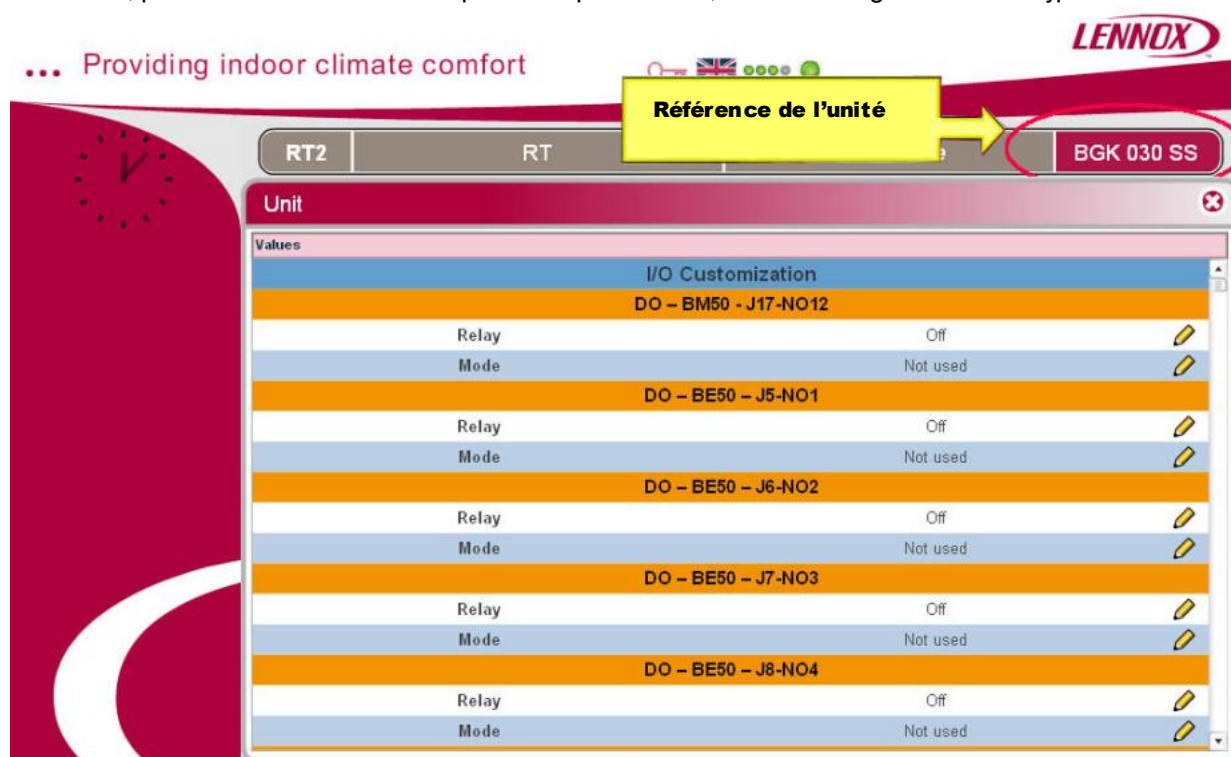 LENNOX
... Providing indoor climate comfort
Référence de l'unité
RT2 RT BGK 030 SS
Unit
Values
I/O Customization
DO – BM50 - J17-NO12
Relay Off
Mode Not used
DO – BE50 – J5-NO1
Relay Off
Mode Not used
DO – BE50 – J6-NO2
Relay Off
Mode Not used
DO – BE50 – J7-NO3
Relay Off
Mode Not used
DO – BE50 – J8-NO4
Relay Off
Mode Not used